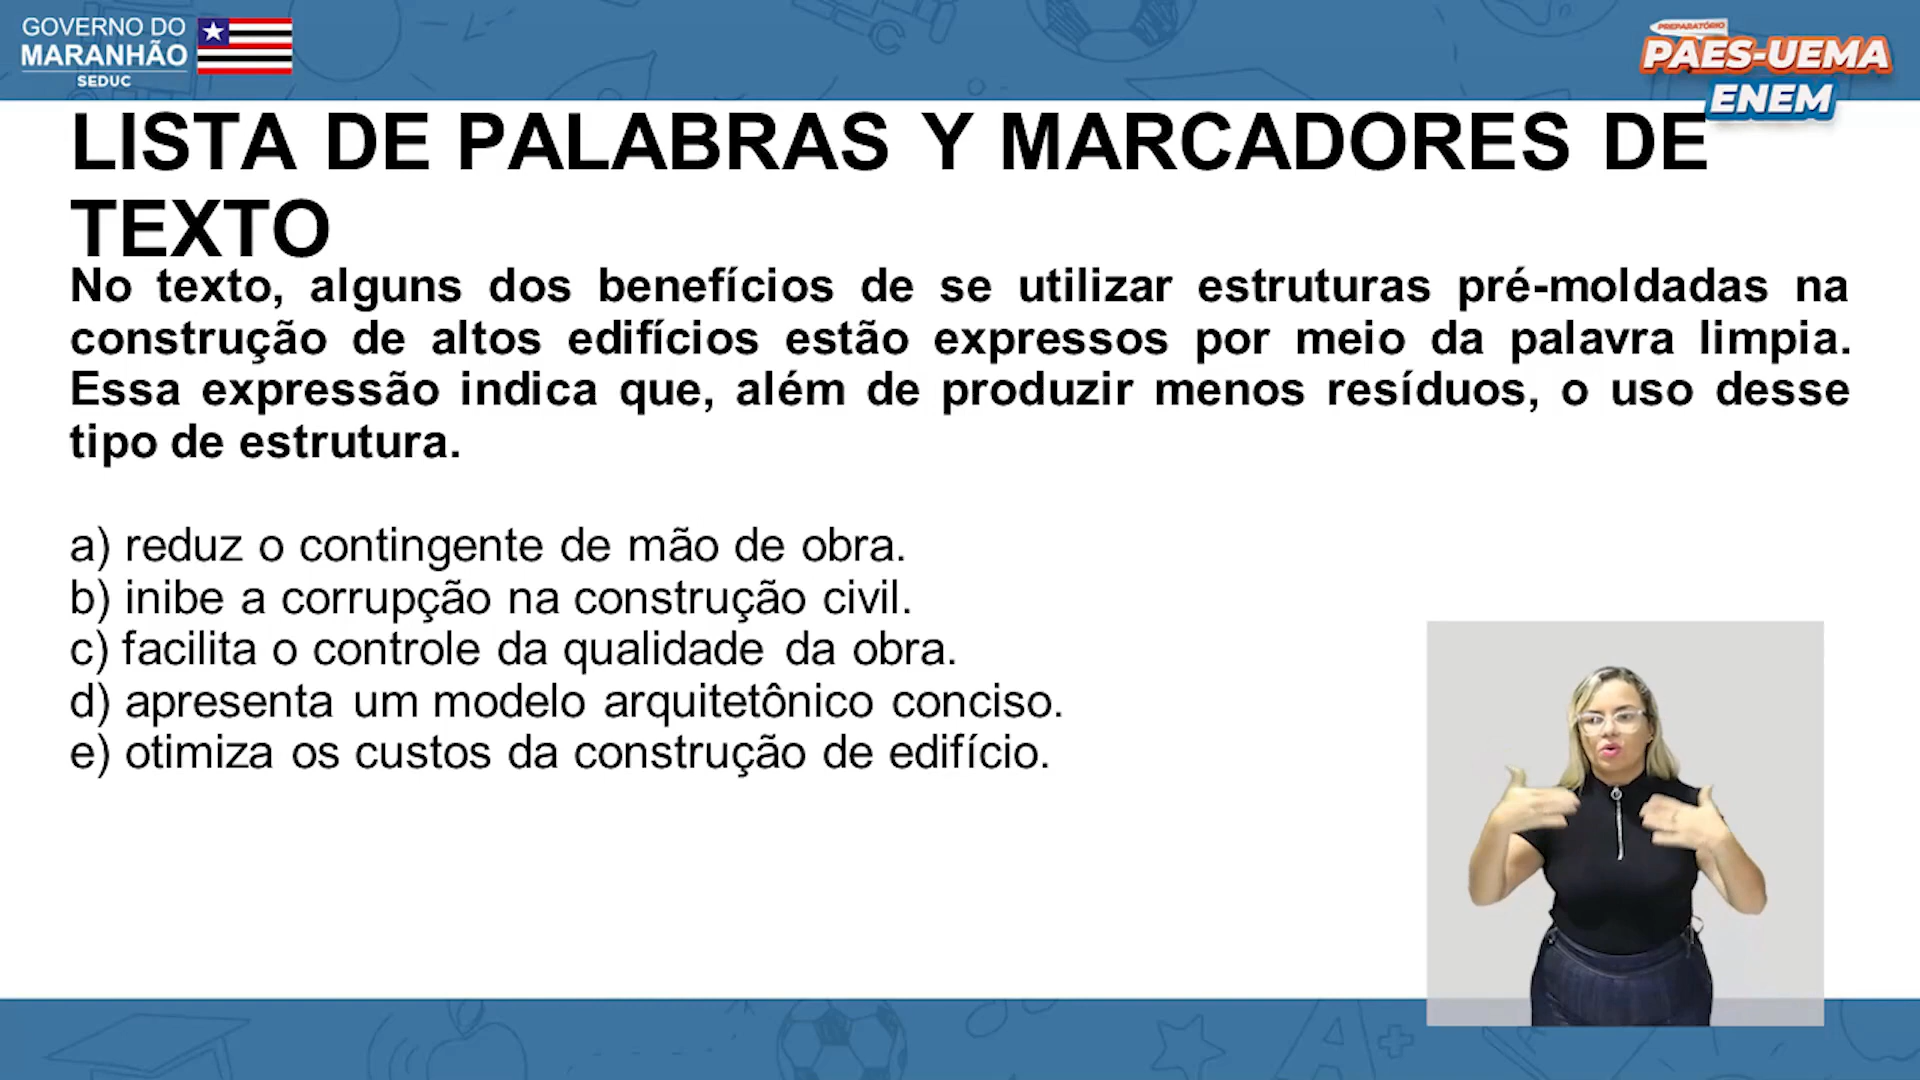 GOVERNO DO
MARANHÃO
SEDUC
PREPARATÓRIO
PAES-UEMA
ENEM
LISTA DE PALABRAS Y MARCADORES DE
TEXTO
No texto, alguns dos benefícios de se utilizar estruturas pré-moldadas na
construção de altos edifícios estão expressos por meio da palavra limpia.
Essa expressão indica que, além de produzir menos resíduos, o uso desse
tipo de estrutura.
a) reduz o contingente de mão de obra.
b) inibe a corrupção na construção civil.
c) facilita o controle da qualidade da obra.
d) apresenta um modelo arquitetônico conciso.
e) otimiza os custos da construção de edifício.
A+